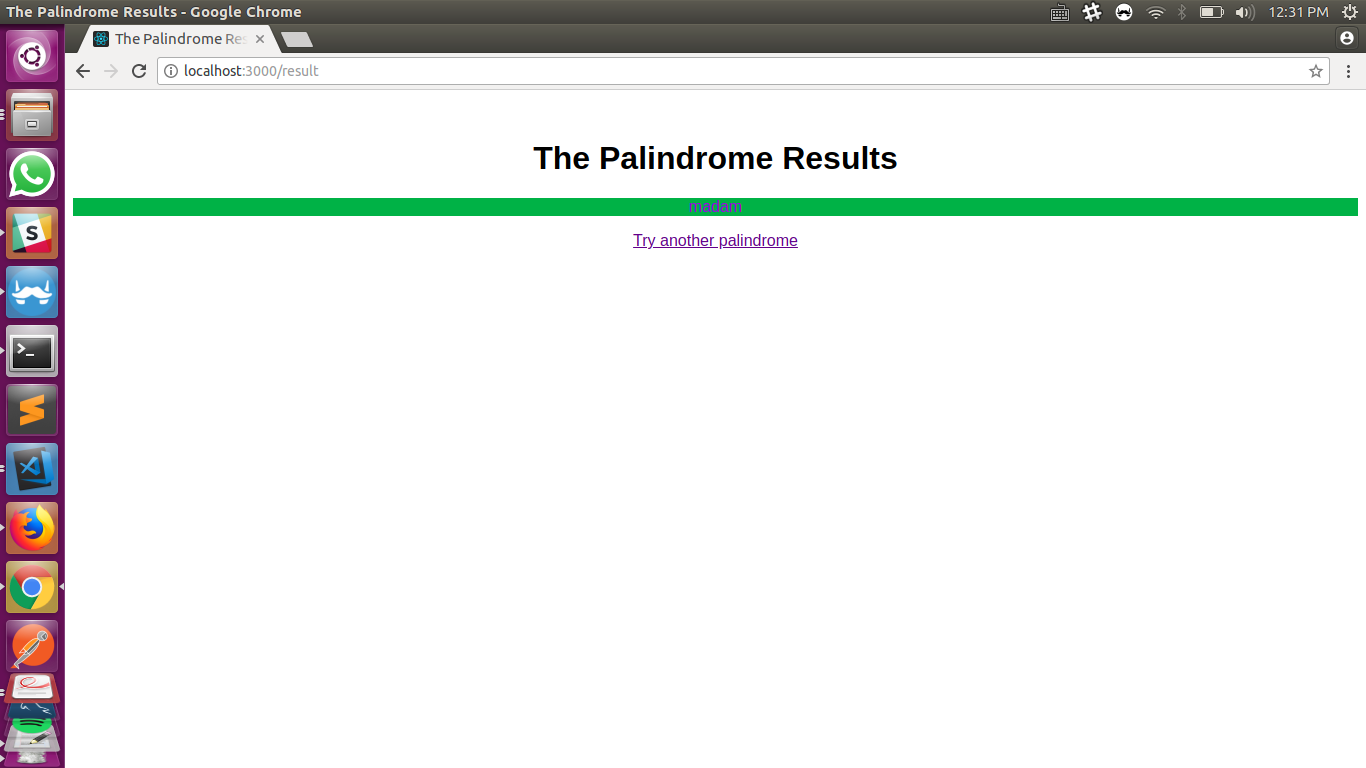 The Palindrome Results - Google Chrome
12:31 PM
The Palindrome Res
localhost:3000/result
The Palindrome Results
madam
Try another palindrome
S
>_